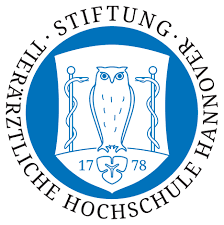 · STIFTUNG ·
TIERÄRZTLICHE HOCHSCHULE HANNOVER
17 78